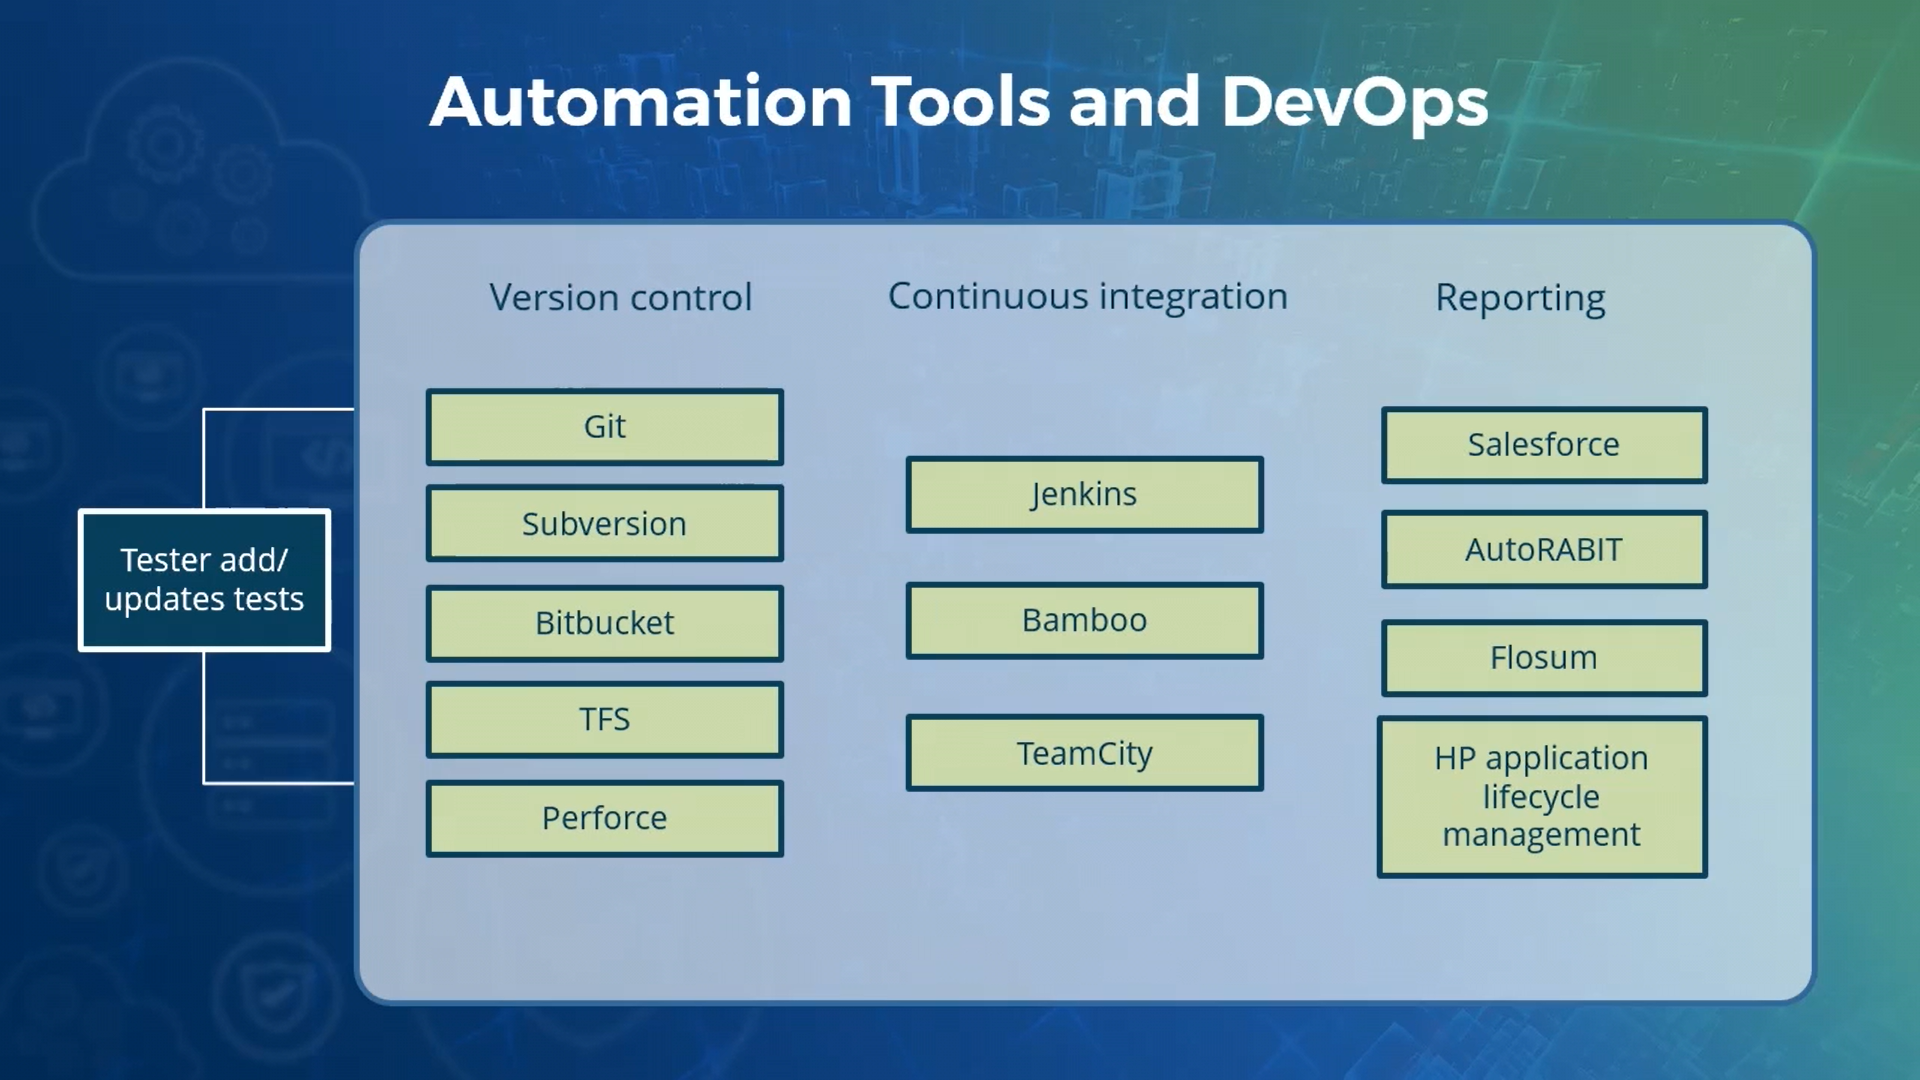 Automation Tools and DevOps
Tester add/
updates tests
Version control
Git
Subversion
Bitbucket
TFS
Perforce
Continuous integration
Jenkins
Bamboo
TeamCity
Reporting
Salesforce
AutoRABIT
Flosum
HP application
lifecycle
management